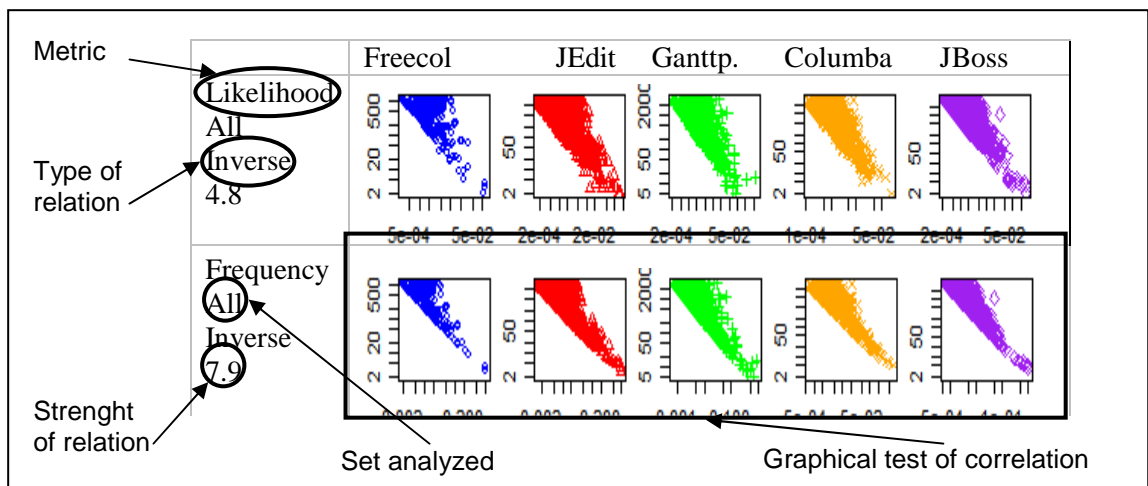 Metric
Freecol JEdit Ganttp. Columba JBoss
Likelihood
All
Inverse
4.8
Type of
relation
500 20 2
50 2
2000 50 5
50 2
50 2
5e-04 5e-02 2e-04 2e-02 2e-04 5e-02 1e-04 5e-02 2e-04 5e-02
Frequency
All
Inverse
7.9
500 20 2
50 2
2000 50 5
50 2
50 2
Strenght
of relation
Set analyzed
Graphical test of correlation